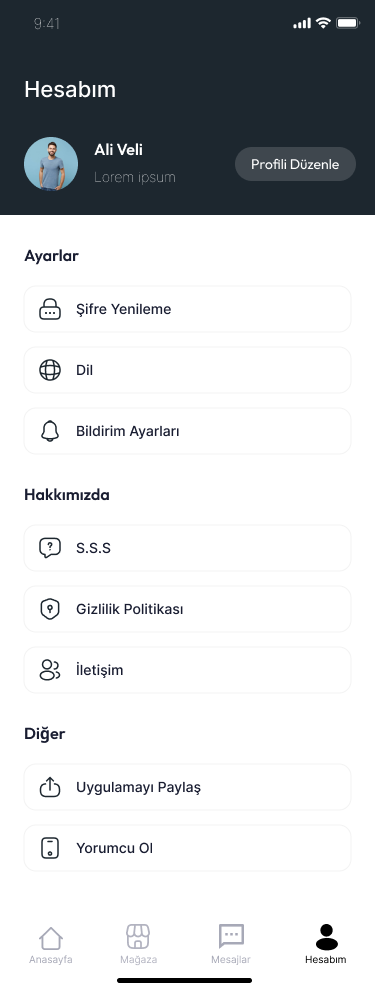 9:41
Hesabım
Ali Veli
Lorem ipsum
Profili Düzenle
Ayarlar
Şifre Yenileme
Dil
Bildirim Ayarları
Hakkımızda
S.S.S
Gizlilik Politikası
İletişim
Diğer
Uygulamayı Paylaş
Yorumcu Ol
Anasayfa
Mağaza
Mesajlar
Hesabım